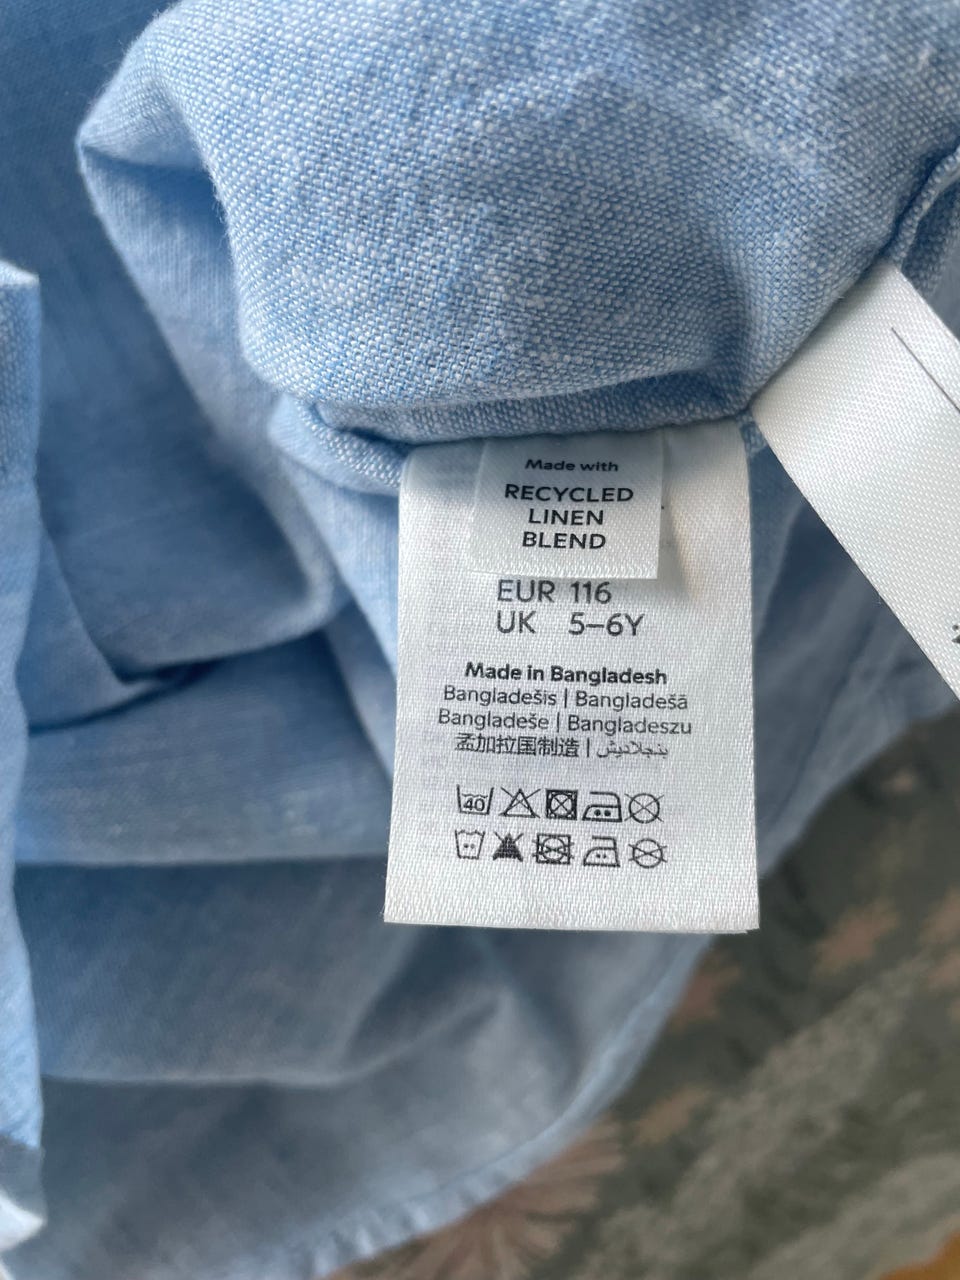 Made with
RECYCLED
LINEN
BLEND
EUR 116
UK 5–6Y
Made in Bangladesh
Bangladešis | Bangladešā
Bangladeše | Bangladeszu
孟加拉国制造 | بنجلاديش
40